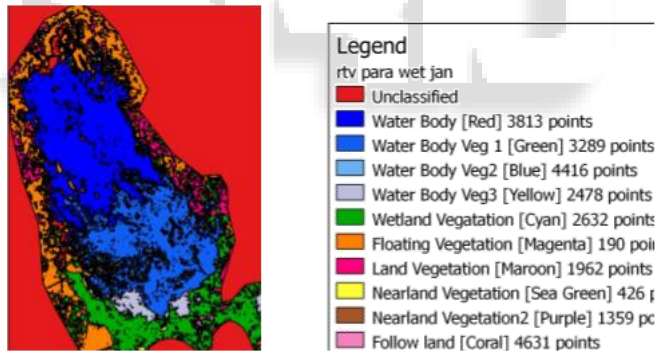 Legend
rtv para wet jan
Unclassified
Water Body [Red] 3813 points
Water Body Veg 1 [Green] 3289 points
Water Body Veg2 [Blue] 4416 points
Water Body Veg3 [Yellow] 2478 points
Wetland Vegatation [Cyan] 2632 points
Floating Vegetation [Magenta] 190 poi
Land Vegetation [Maroon] 1962 points
Nearland Vegetation [Sea Green] 426 p
Nearland Vegetation2 [Purple] 1359 po
Follow land [Coral] 4631 points